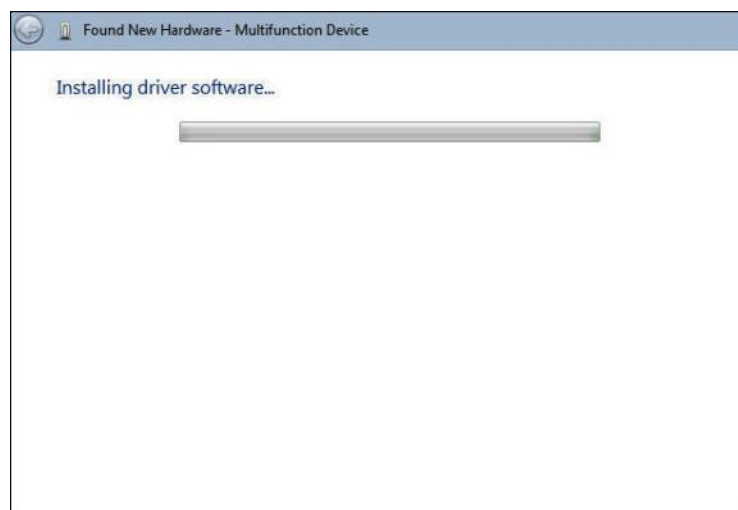 Found New Hardware - Multifunction Device
Installing driver software...